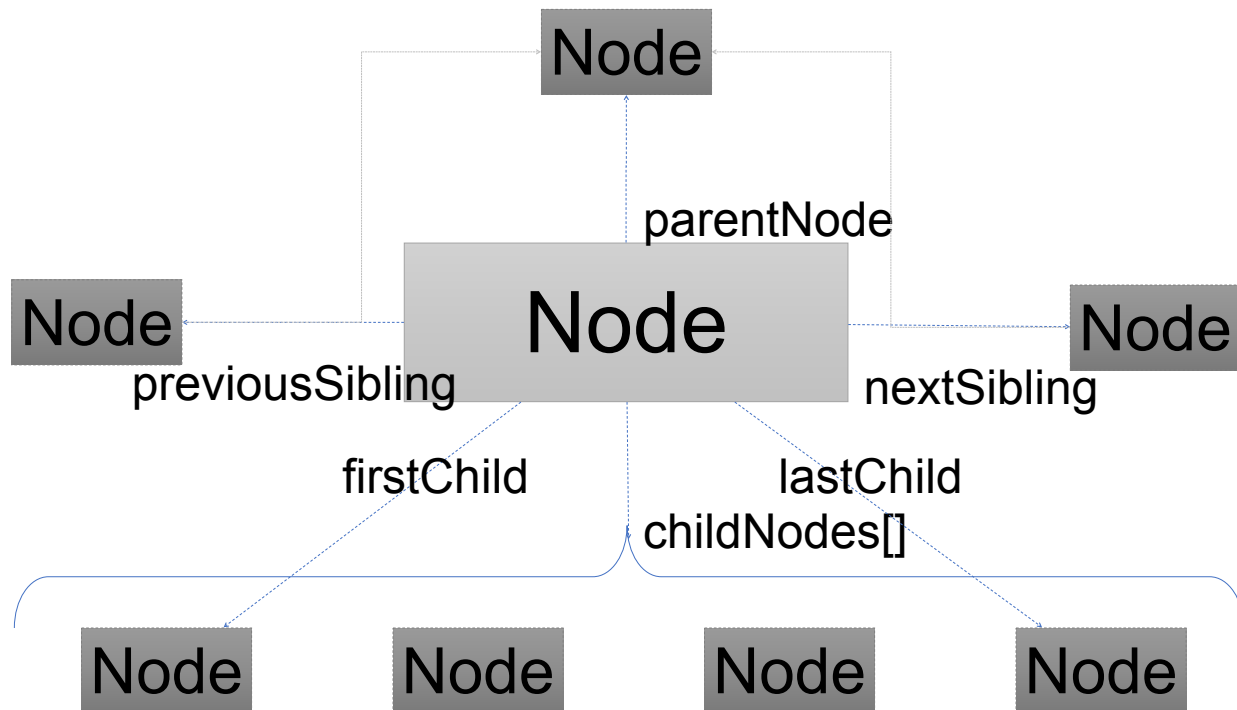 Node
parentNode
Node
Node
Node
previousSibling
nextSibling
firstChild
lastChild
childNodes[]
Node
Node
Node
Node